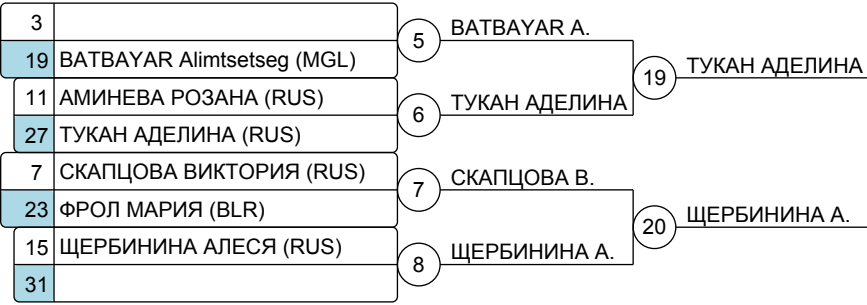 3
19 BATBAYAR Alimtsetseg (MGL)
11 АМИНЕВА РОЗАНА (RUS)
27 ТУКАН АДЕЛИНА (RUS)
7 СКАПЦОВА ВИКТОРИЯ (RUS)
23 ФРОЛ МАРИЯ (BLR)
15 ЩЕРБИНИНА АЛЕСЯ (RUS)
31
5 BATBAYAR A.
6 ТУКАН АДЕЛИНА
7 СКАПЦОВА В.
8 ЩЕРБИНИНА А.
19 ТУКАН АДЕЛИНА
20 ЩЕРБИНИНА А.